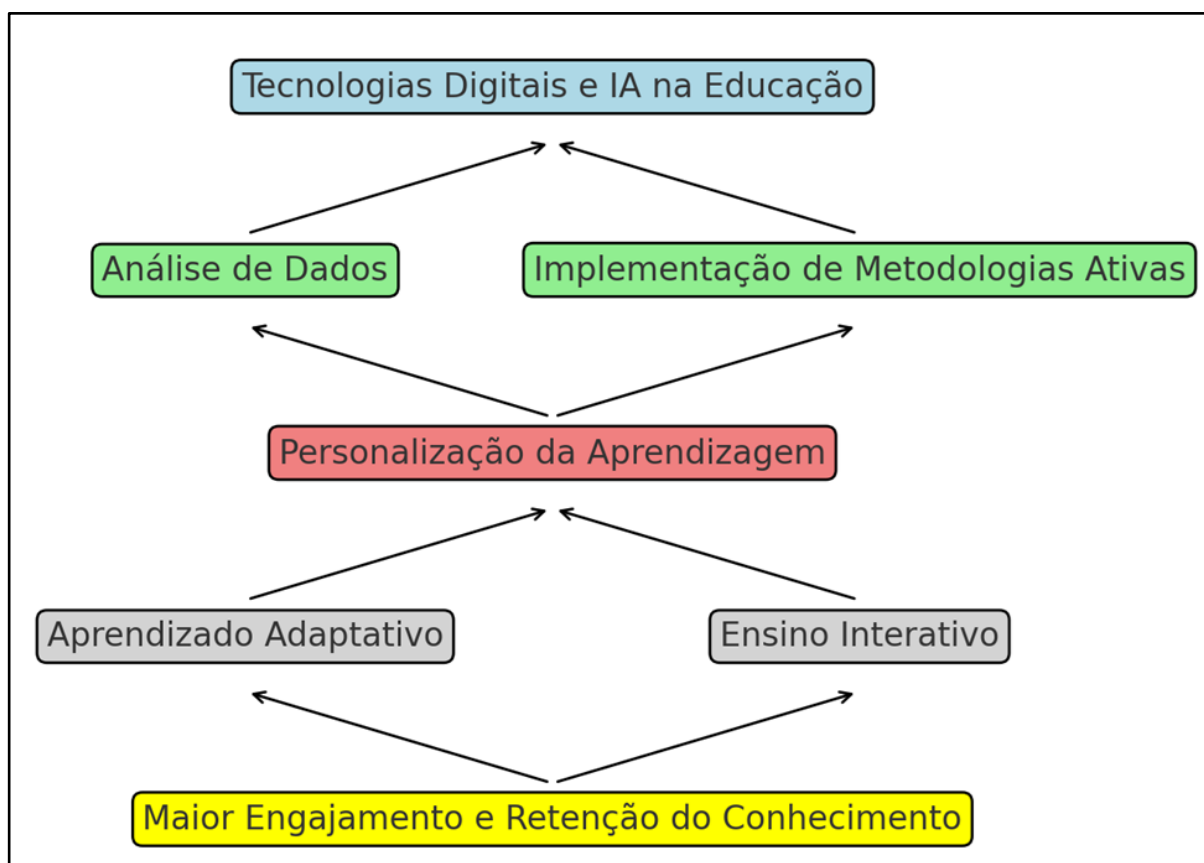 Tecnologias Digitais e IA na Educação
Análise de Dados
Implementação de Metodologias Ativas
Personalização da Aprendizagem
Aprendizado Adaptativo
Ensino Interativo
Maior Engajamento e Retenção do Conhecimento